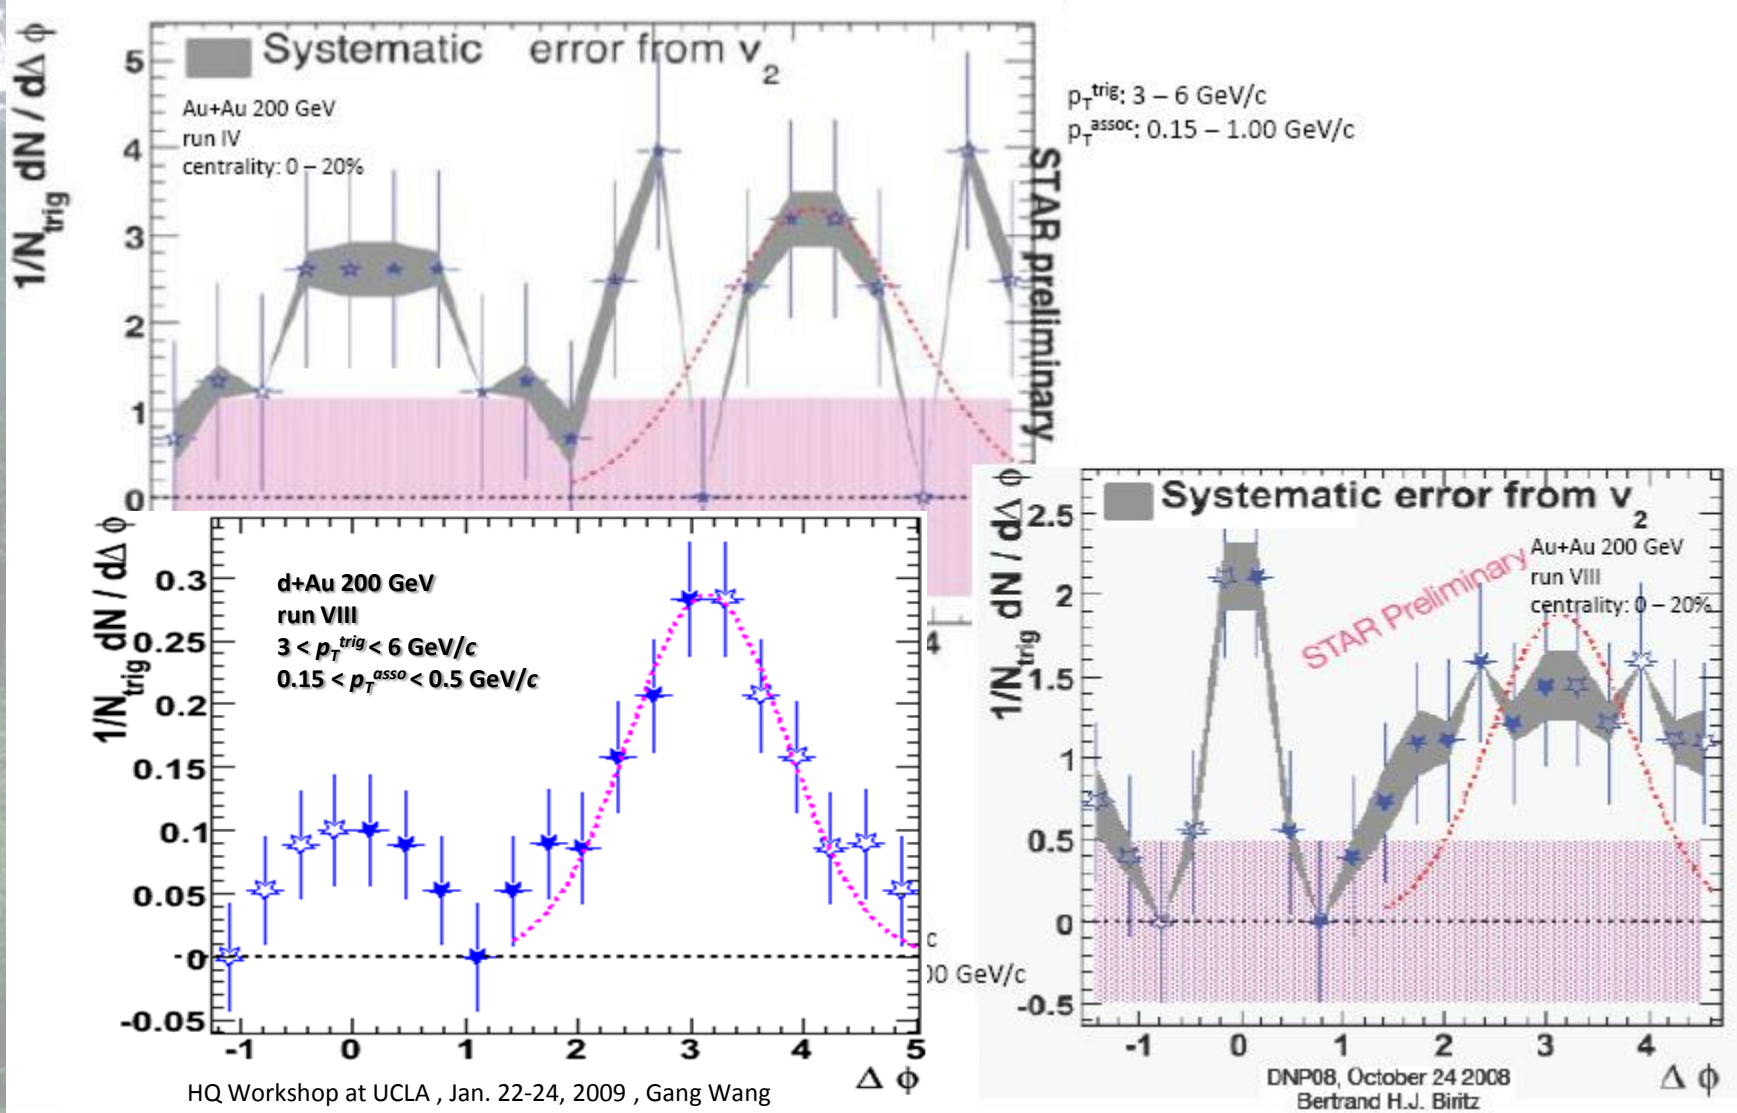 Systematic error from v2
Au+Au 200 GeV
run IV
centrality: 0 – 20%
1/Ntrig dN / dΔ ϕ
5
4
3
2
1
0
STAR preliminary
pTtrig: 3 – 6 GeV/c
pTassoc: 0.15 – 1.00 GeV/c
4
d+Au 200 GeV
run VIII
3 < pTtrig < 6 GeV/c
0.15 < pTasso < 0.5 GeV/c
1/Ntrig dN / dΔ ϕ
0.3
0.25
0.2
0.15
0.1
0.05
-0
-0.05
-1 0 1 2 3 4 5
Δ ϕ
c
00 GeV/c
HQ Workshop at UCLA , Jan. 22-24, 2009 , Gang Wang
Systematic error from v2
Au+Au 200 GeV
run VIII
centrality: 0 – 20%
STAR Preliminary
1/Ntrig dN / dΔ ϕ
2.5
2
1.5
1
0.5
0
-0.5
-1 0 1 2 3 4
Δ ϕ
DNP08, October 24 2008
Bertrand H.J. Biritz